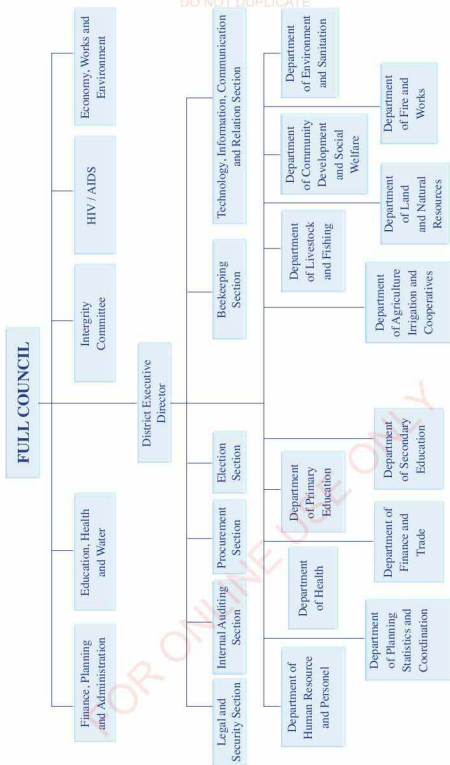 DO NOT DUPLICATE
FULL COUNCIL
Finance, Planning
and Administration
Education, Health
and Water
Intergrity
Committee
HIV / AIDS
Economy, Works and
Environment
District Executive
Director
Legal and
Security Section
Internal Auditing
Section
Procurement
Section
Election
Section
Beekeeping
Section
Technology, Information, Communication
and Relation Section
Department of
Human Resource
and Personel
Department
of Health
Department
of Primary
Education
Department
of Livestock
and Fishing
Department
of Community
Development
and Social
Welfare
Department
of Environment
and Sanitation
Department
of Planning
Statistics and
Coordination
Department of
Finance and
Trade
Department
of Secondary
Education
Department
of Agriculture
Irrigation and
Cooperatives
Department
of Land
and Natural
Resources
Department
of Fire and
Works
FOR ONLINE USE ONLY